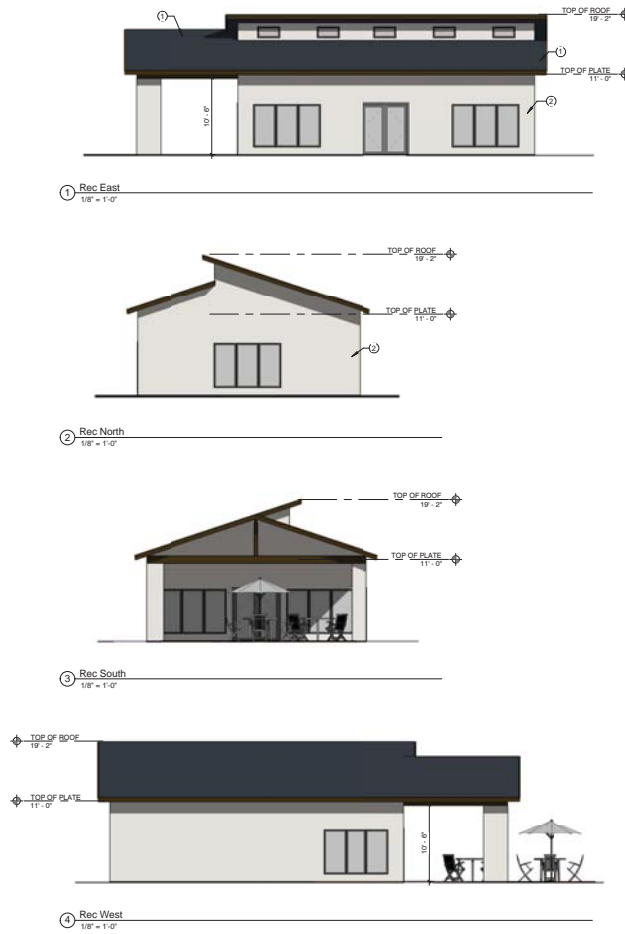 1
TOP OF ROOF
19' - 2"
1
TOP OF PLATE
11' - 0"
2
10' - 6"
1 Rec East
1/8" = 1'-0"
TOP OF ROOF
19' - 2"
TOP OF PLATE
11' - 0"
2
2 Rec North
1/8" = 1'-0"
TOP OF ROOF
19' - 2"
TOP OF PLATE
11' - 0"
3 Rec South
1/8" = 1'-0"
TOP OF ROOF
19' - 2"
TOP OF PLATE
11' - 0"
10' - 6"
4 Rec West
1/8" = 1'-0"